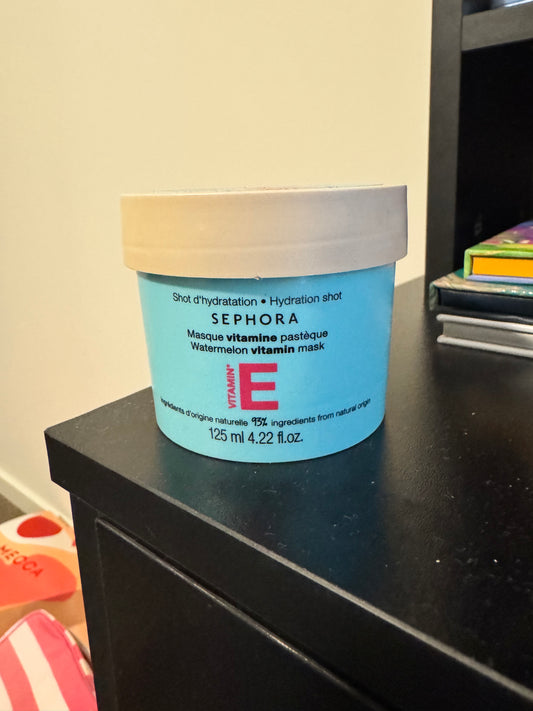 Shot d'hydratation • Hydration shot
SEPHORA
Masque vitamine pastèque
Watermelon vitamin mask
VITAMIN*
E
ingrédients d'origine naturelle 93% ingredients from natural origin
125 ml 4.22 fl.oz.
MECCA